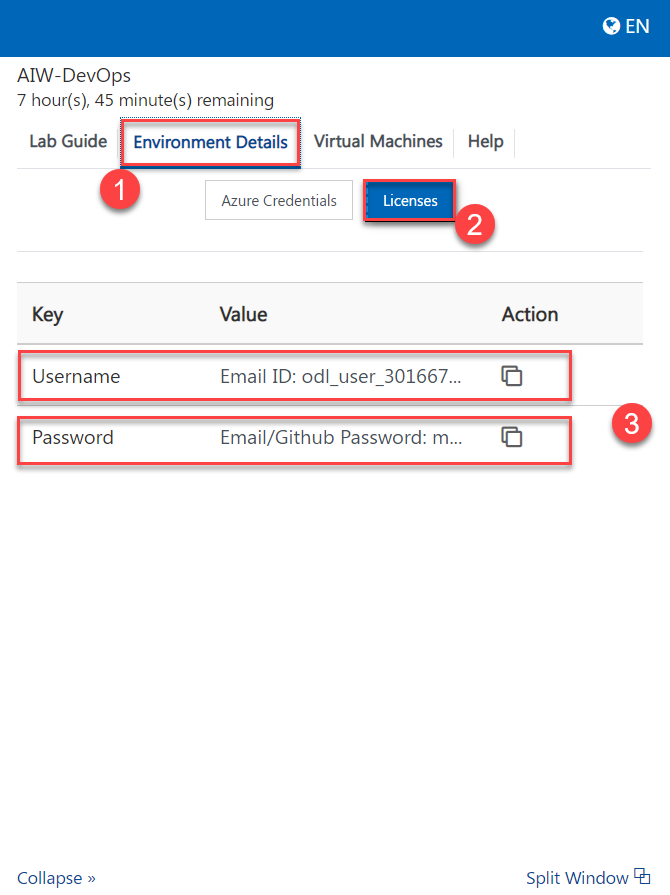 EN
AIW-DevOps
7 hour(s), 45 minute(s) remaining
Lab Guide Environment Details Virtual Machines Help
1
Azure Credentials Licenses
2
Key Value Action
Username Email ID: odl_user_301667...
Password Email/Github Password: m...
3
Collapse » Split Window